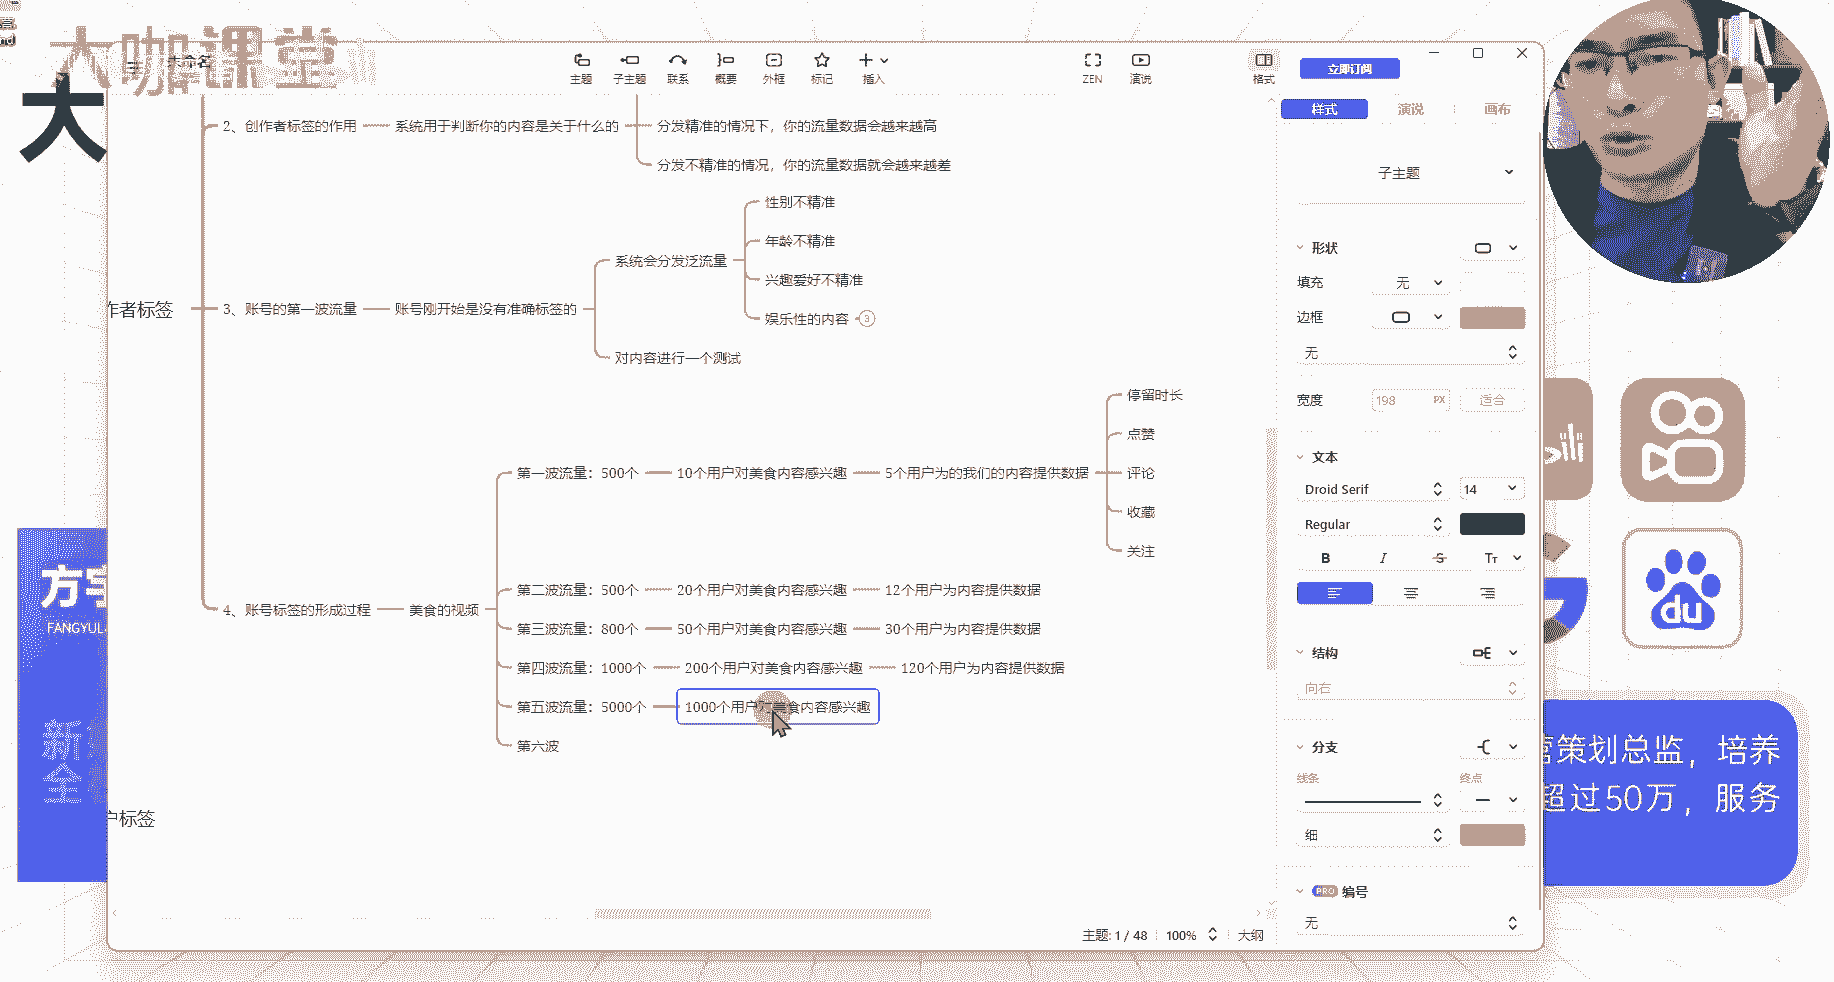 大咖课堂
未命名
主题
子主题
联系
概要
外框
标记
插入
ZEN
演说
格式
立即订阅
大
样式
演说
画布
2、创作者标签的作用
系统用于判断你的内容是关于什么的
分发精准的情况下，你的流量数据会越来越高
分发不精准的情况，你的流量数据就会越来越差
子主题
性别不精准
年龄不精准
兴趣爱好不精准
娱乐性的内容
3
系统会分发泛流量
作者标签
3、账号的第一波流量
账号刚开始是没有准确标签的
对内容进行一个测试
形状
填充
无
边框
无
宽度
198
PX
适合
停留时长
点赞
评论
收藏
关注
第一波流量：500个
10个用户对美食内容感兴趣
5个用户为的我们的内容提供数据
文本
Droid Serif
14
Regular
B
I
S
Tт
第二波流量：500个
20个用户对美食内容感兴趣
12个用户为内容提供数据
4、账号标签的形成过程
美食的视频
第三波流量：800个
50个用户对美食内容感兴趣
30个用户为内容提供数据
第四波流量：1000个
200个用户对美食内容感兴趣
120个用户为内容提供数据
第五波流量：5000个
1000个用户对美食内容感兴趣
第六波
结构
向右
分支
线条
终点
细
PRO
编号
无
户标签
方宇
FANGYUL
新
全
ili
du
营策划总监，培养
超过50万，服务
主题: 1 / 48
100%
大纲